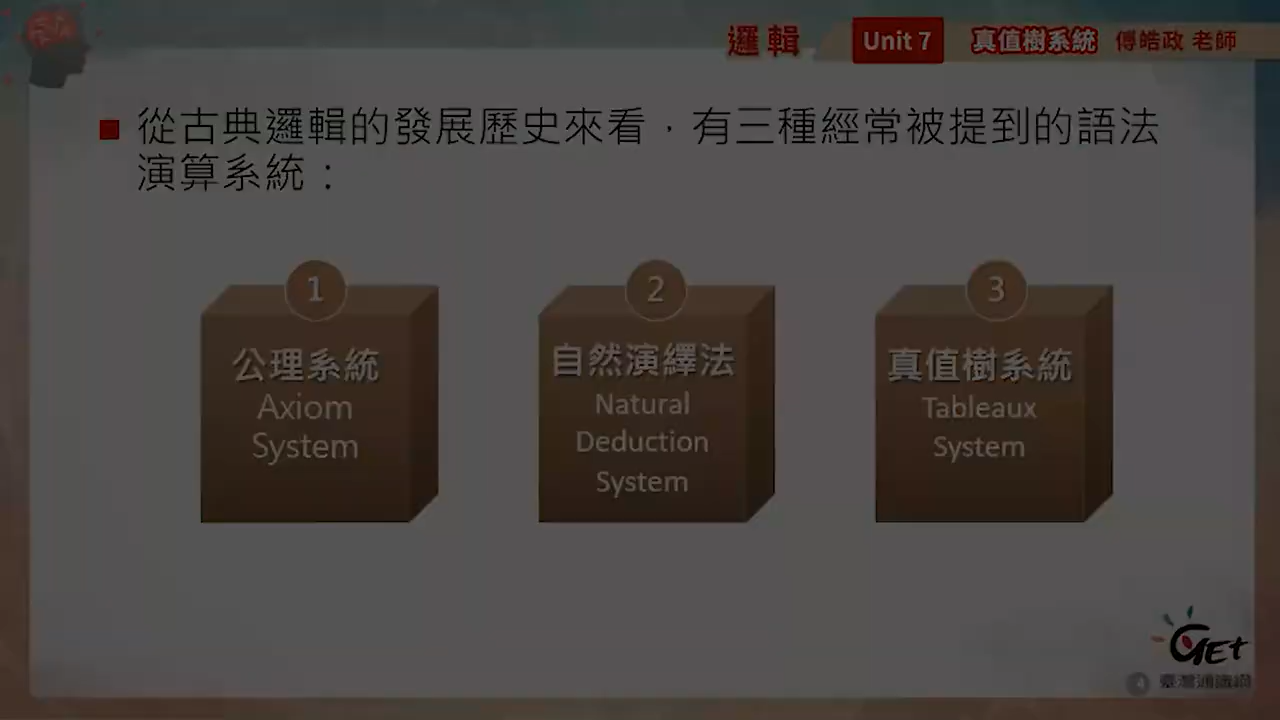 邏輯 Unit 7 真值樹系統 傅皓政 老師
從古典邏輯的發展歷史來看，有三種經常被提到的語法
演算系統：
1
公理系統
Axiom
System
2
自然演繹法
Natural
Deduction
System
3
真值樹系統
Tableaux
System
GET
4 臺灣通識網